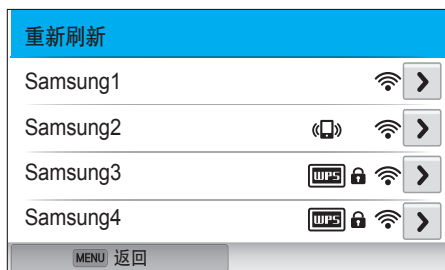 重新刷新
Samsung1
Samsung2
Samsung3 WPS
Samsung4 WPS
MENU 返回